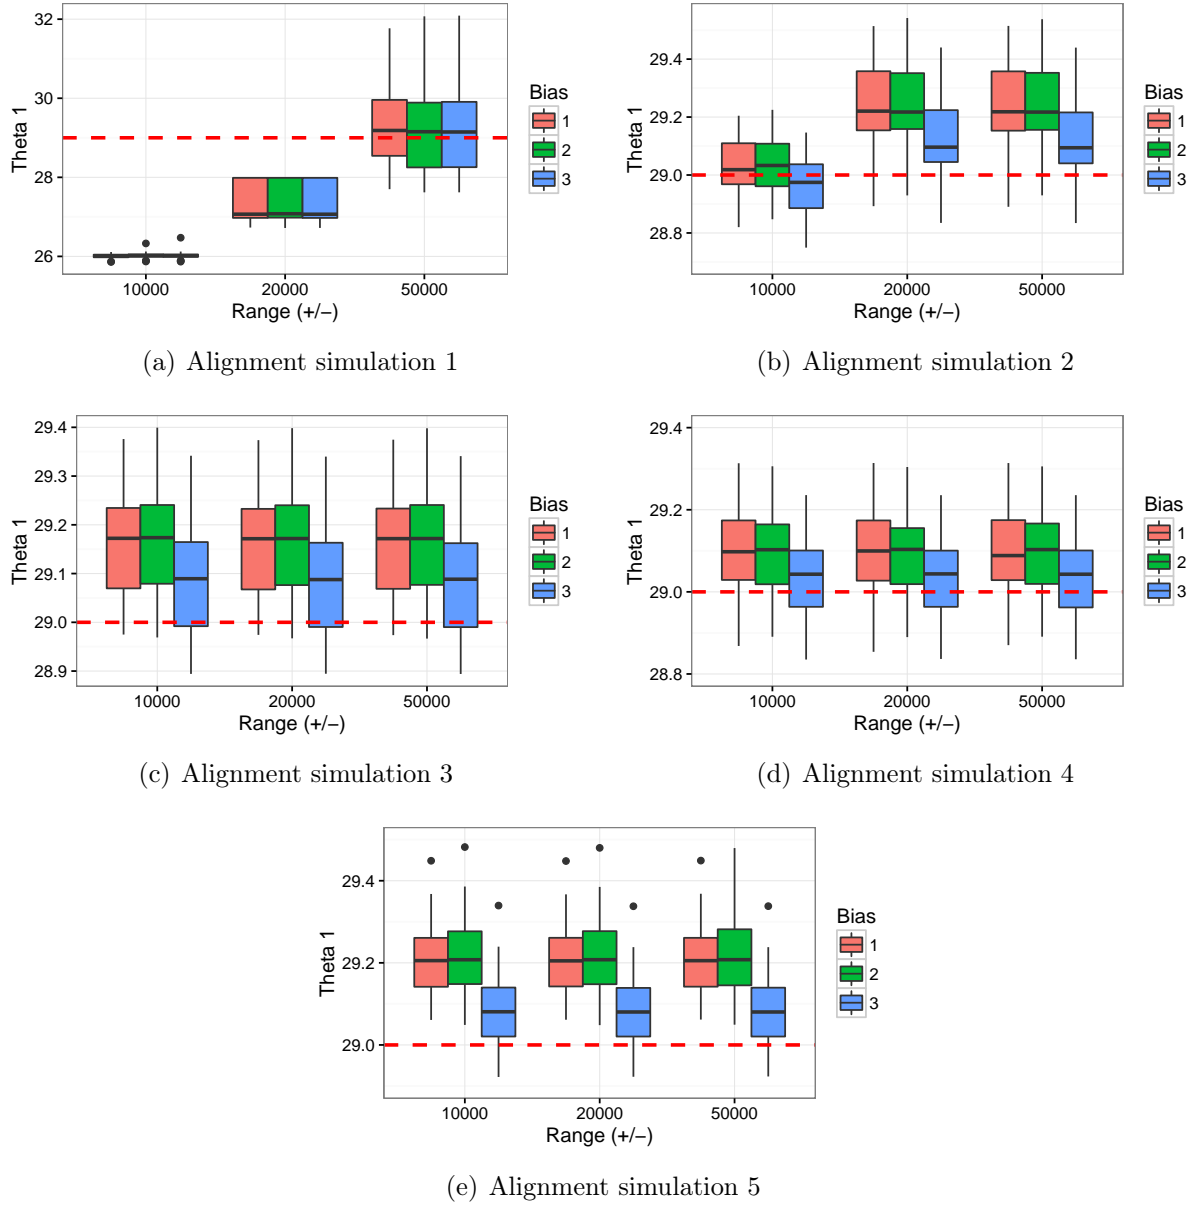 32
30
28
26
Theta 1
10000 20000 50000
Range (+/−)
Bias
1
2
3
(a) Alignment simulation 1
29.4
29.2
29.0
28.8
Theta 1
10000 20000 50000
Range (+/−)
Bias
1
2
3
(b) Alignment simulation 2
29.4
29.3
29.2
29.1
29.0
28.9
Theta 1
10000 20000 50000
Range (+/−)
Bias
1
2
3
(c) Alignment simulation 3
29.4
29.2
29.0
28.8
Theta 1
10000 20000 50000
Range (+/−)
Bias
1
2
3
(d) Alignment simulation 4
29.4
29.2
29.0
Theta 1
10000 20000 50000
Range (+/−)
Bias
1
2
3
(e) Alignment simulation 5